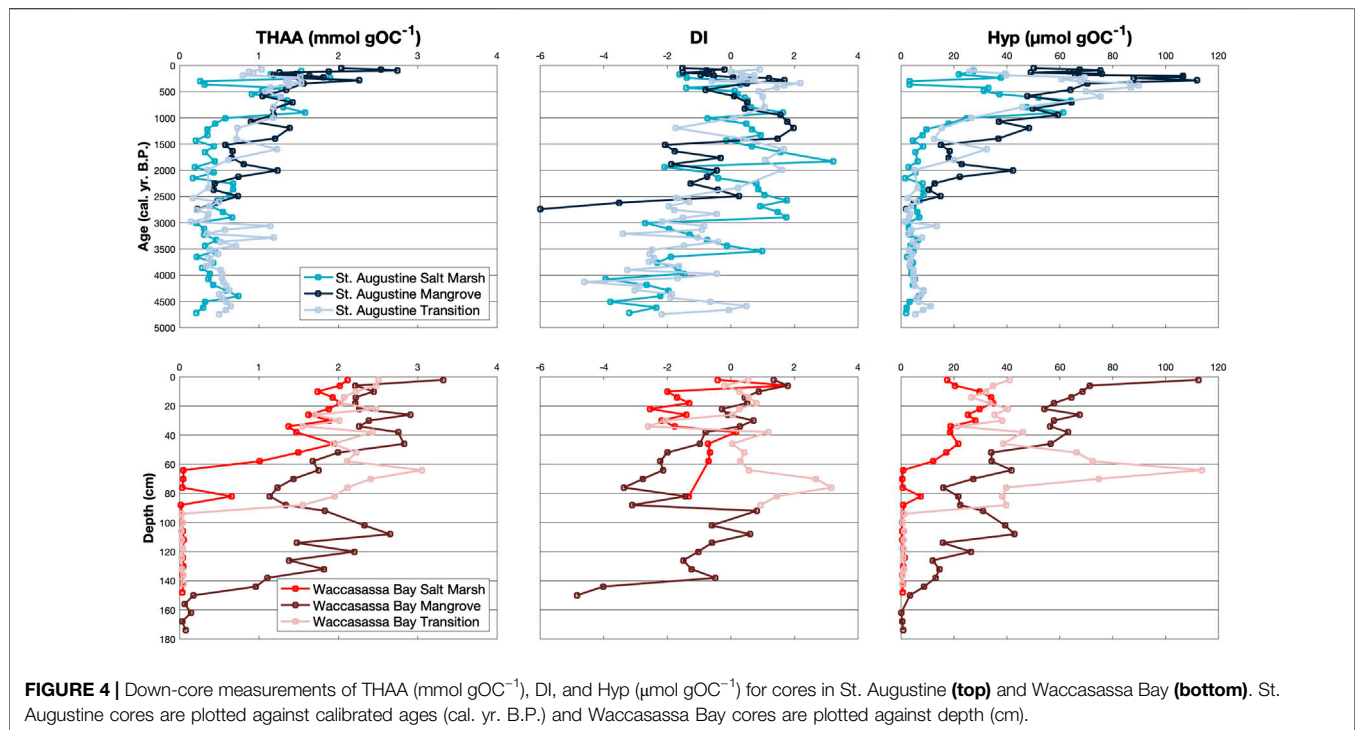 THAA (mmol gOC⁻¹)
DI
Hyp (μmol gOC⁻¹)
0 1 2 3 4
-6 -4 -2 0 2 4
0 20 40 60 80 100 120
Age (cal. yr. B.P.)
0
500
1000
1500
2000
2500
3000
3500
4000
4500
5000
St. Augustine Salt Marsh
St. Augustine Mangrove
St. Augustine Transition
0 1 2 3 4
-6 -4 -2 0 2 4
0 20 40 60 80 100 120
Depth (cm)
0
20
40
60
80
100
120
140
160
180
Waccasassa Bay Salt Marsh
Waccasassa Bay Mangrove
Waccasassa Bay Transition
FIGURE 4 | Down-core measurements of THAA (mmol gOC⁻¹), DI, and Hyp (μmol gOC⁻¹) for cores in St. Augustine (top) and Waccasassa Bay (bottom). St.
Augustine cores are plotted against calibrated ages (cal. yr. B.P.) and Waccasassa Bay cores are plotted against depth (cm).